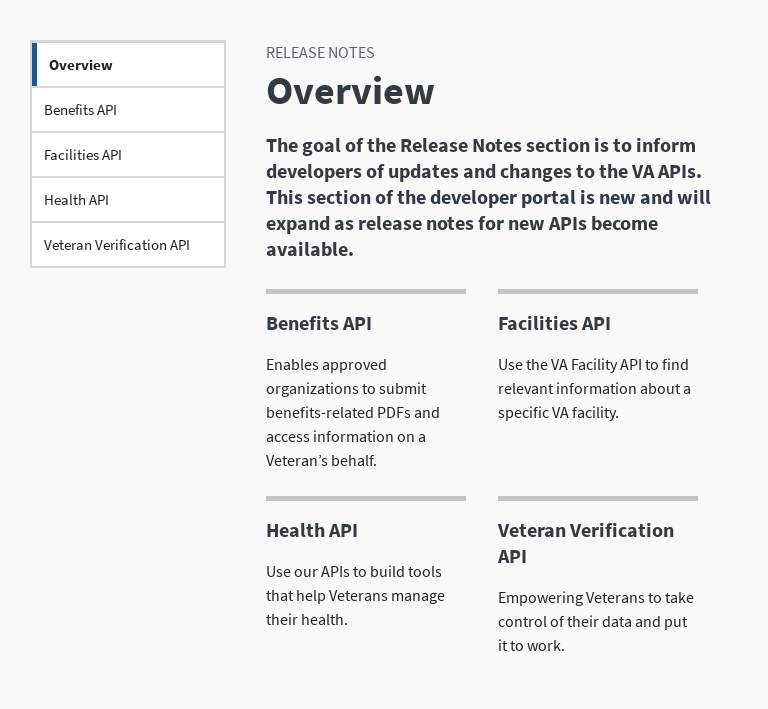 Overview
Benefits API
Facilities API
Health API
Veteran Verification API
RELEASE NOTES
Overview
The goal of the Release Notes section is to inform
developers of updates and changes to the VA APIs.
This section of the developer portal is new and will
expand as release notes for new APIs become
available.
Benefits API
Enables approved
organizations to submit
benefits-related PDFs and
access information on a
Veteran’s behalf.
Facilities API
Use the VA Facility API to find
relevant information about a
specific VA facility.
Health API
Use our APIs to build tools
that help Veterans manage
their health.
Veteran Verification
API
Empowering Veterans to take
control of their data and put
it to work.